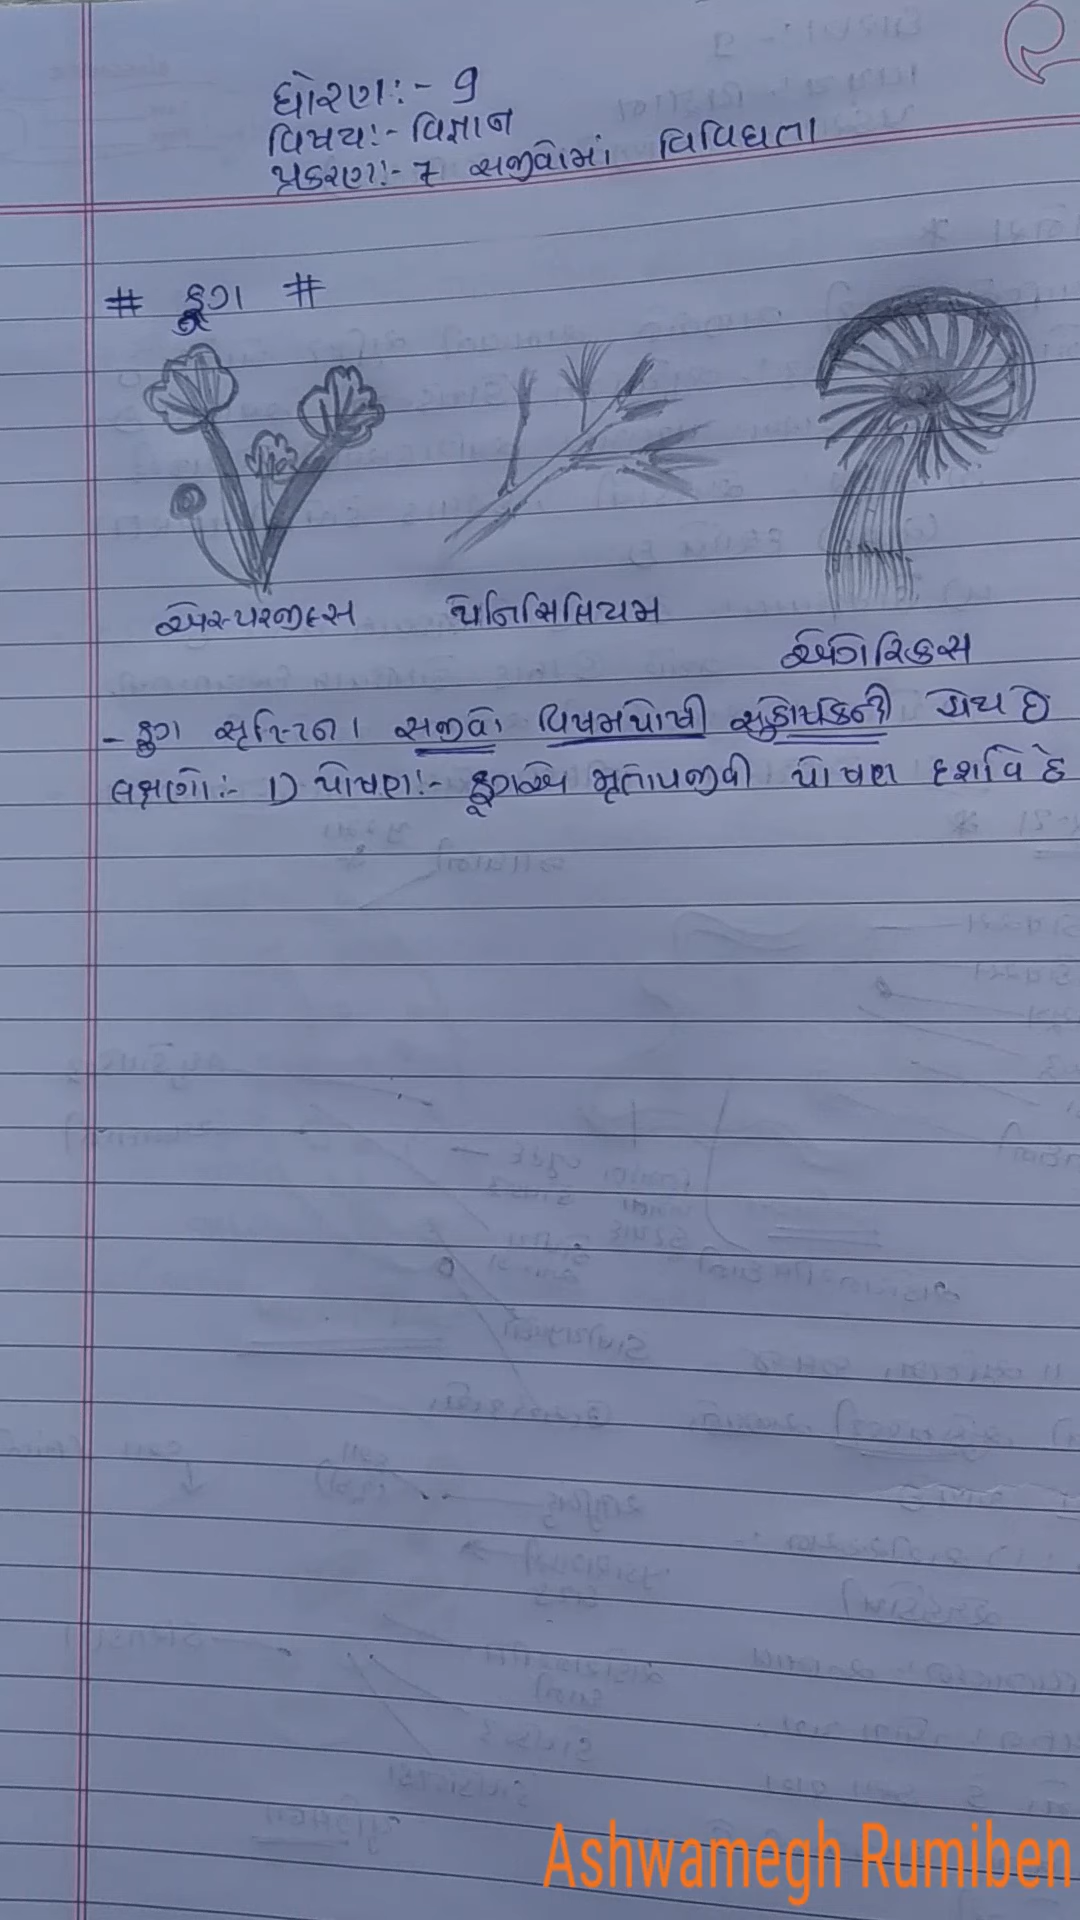 ધોરણ:- 9
વિષય:- વિજ્ઞાન
પ્રકરણ:- 7 સજીવોમાં વિવિધતા
# ફૂગ #
એસ્પરજીલ્સ પેનિસિલિયમ
એગેરિકસ
- ફુગ સૃષ્ટિના સજીવો વિષમપોષી સુકોષકેન્દ્રી હોય છે
લક્ષણો:- 1) પોષણ:- ફૂગએ મૃતોપજીવી પોષણ દર્શાવે છે
Ashwamegh Rumiben